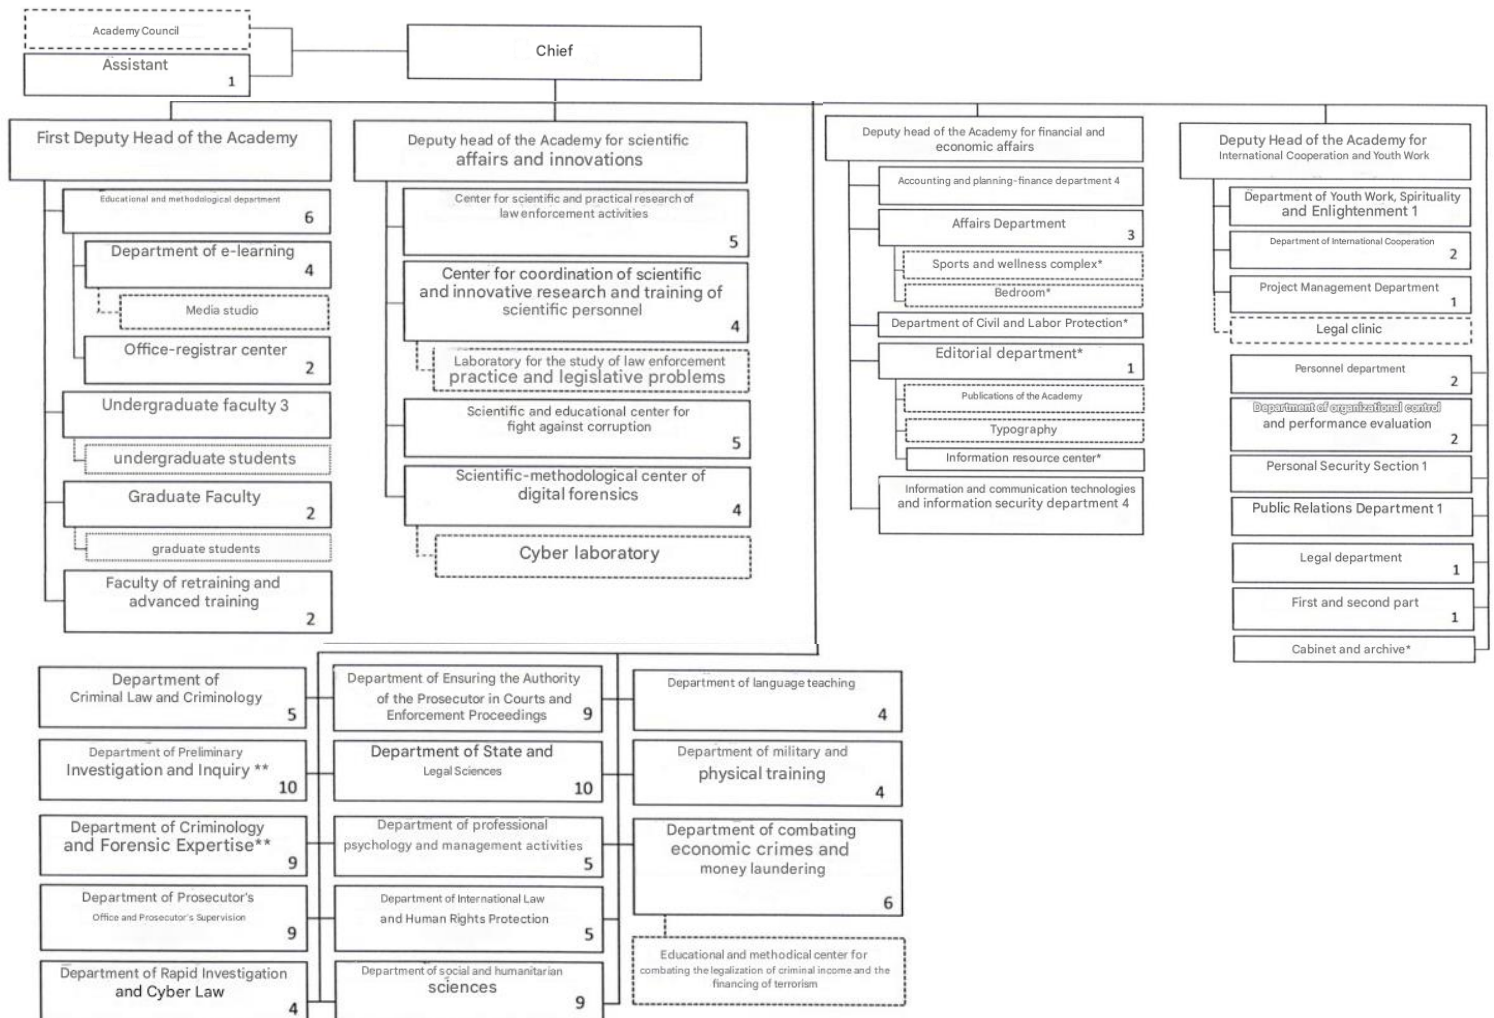 Academy Council
Assistant
1
Chief
First Deputy Head of the Academy
Educational and methodological department
6
Department of e-learning
4
Media studio
Office-registrar center
2
Undergraduate faculty 3
undergraduate students
Graduate Faculty
2
graduate students
Faculty of retraining and
advanced training
2
Deputy head of the Academy for scientific
affairs and innovations
Center for scientific and practical research of
law enforcement activities
5
Center for coordination of scientific
and innovative research and training of
scientific personnel
4
Laboratory for the study of law enforcement
practice and legislative problems
Scientific and educational center for
fight against corruption
5
Scientific-methodological center of
digital forensics
4
Cyber laboratory
Deputy head of the Academy for financial and
economic affairs
Accounting and planning-finance department 4
Affairs Department
3
Sports and wellness complex*
Bedroom*
Department of Civil and Labor Protection*
Editorial department*
1
Publications of the Academy
Typography
Information resource center*
Information and communication technologies
and information security department 4
Deputy Head of the Academy for
International Cooperation and Youth Work
Department of Youth Work, Spirituality
and Enlightenment 1
Department of International Cooperation
2
Project Management Department
1
Legal clinic
Personnel department
2
Department of organizational control
and performance evaluation
2
Personal Security Section 1
Public Relations Department 1
Legal department
1
First and second part
1
Cabinet and archive*
Department of
Criminal Law and Criminology
5
Department of Preliminary
Investigation and Inquiry **
10
Department of Criminology
and Forensic Expertise**
9
Department of Prosecutor's
Office and Prosecutor's Supervision
9
Department of Rapid Investigation
and Cyber Law
4
Department of Ensuring the Authority
of the Prosecutor in Courts and
Enforcement Proceedings 9
Department of State and
Legal Sciences
10
Department of professional
psychology and management activities
5
Department of International Law
and Human Rights Protection
5
Department of social and humanitarian
sciences
9
Department of language teaching
4
Department of military and
physical training
4
Department of combating
economic crimes and
money laundering
6
Educational and methodical center for
combating the legalization of criminal income and the
financing of terrorism